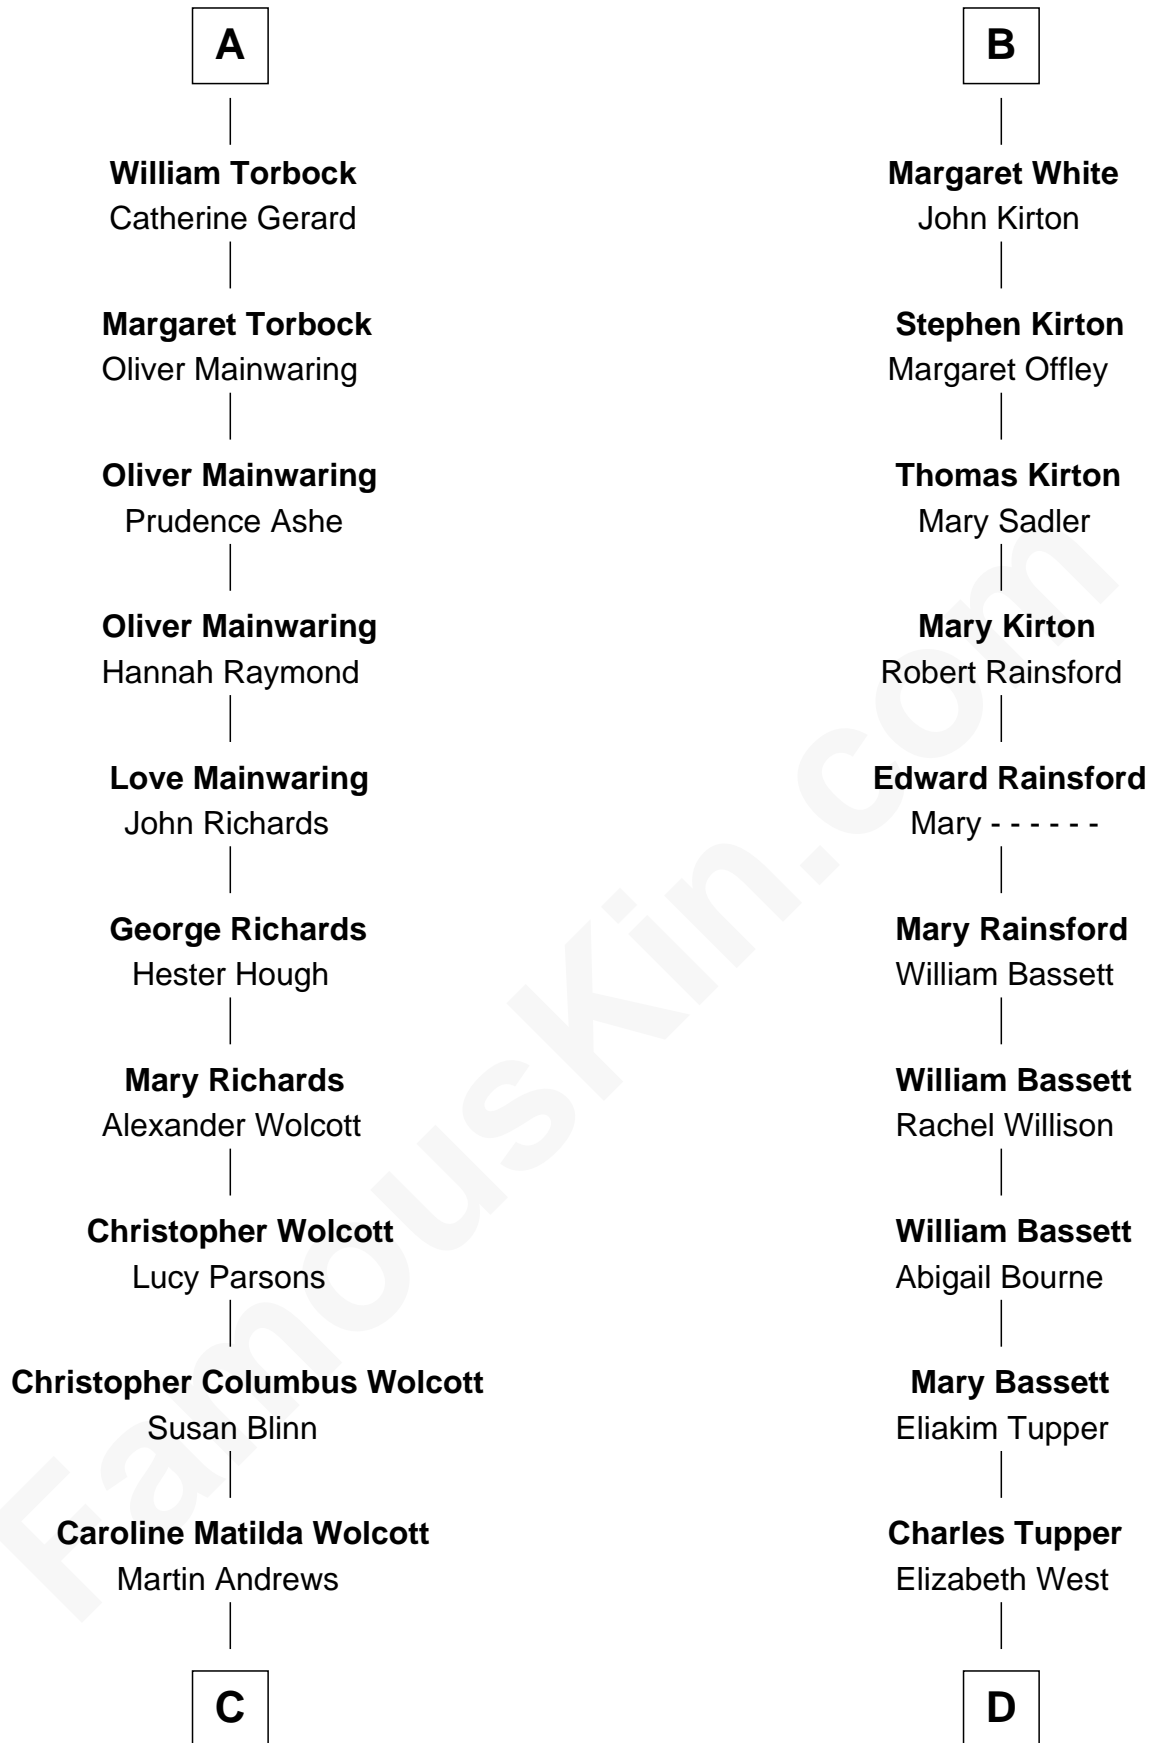 A
William Torbock
Catherine Gerard
Margaret Torbock
Oliver Mainwaring
Oliver Mainwaring
Prudence Ashe
Oliver Mainwaring
Hannah Raymond
Love Mainwaring
John Richards
George Richards
Hester Hough
Mary Richards
Alexander Wolcott
Christopher Wolcott
Lucy Parsons
Christopher Columbus Wolcott
Susan Blinn
Caroline Matilda Wolcott
Martin Andrews
C
B
Margaret White
John Kirton
Stephen Kirton
Margaret Offley
Thomas Kirton
Mary Sadler
Mary Kirton
Robert Rainsford
Edward Rainsford
Mary - - - - - -
Mary Rainsford
William Bassett
William Bassett
Rachel Willison
William Bassett
Abigail Bourne
Mary Bassett
Eliakim Tupper
Charles Tupper
Elizabeth West
D
FamousKin.com